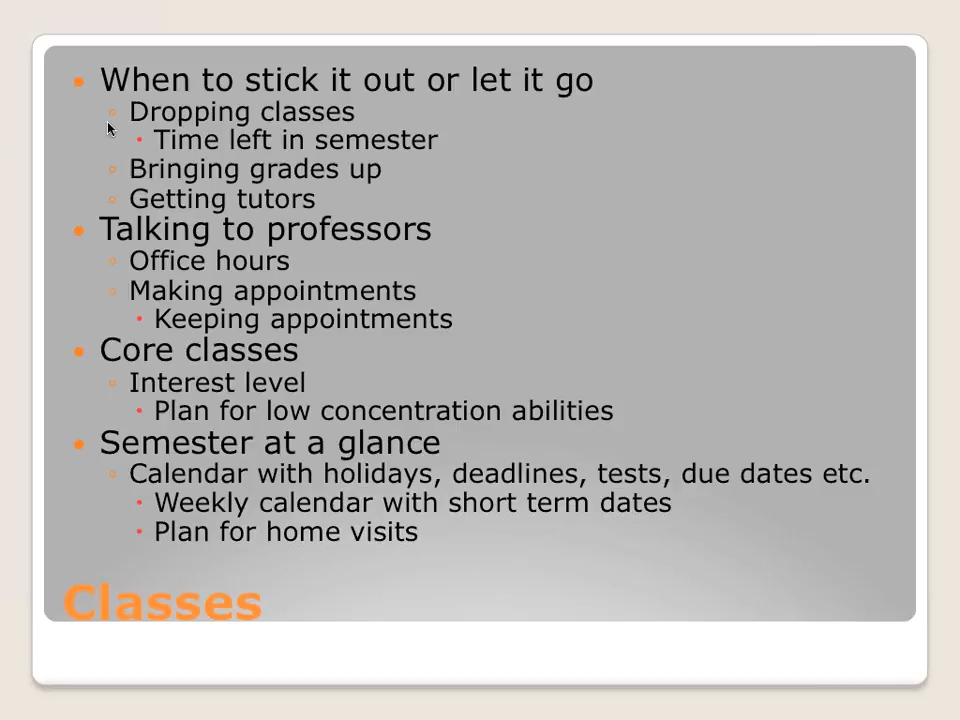 When to stick it out or let it go
Dropping classes
Time left in semester
Bringing grades up
Getting tutors
Talking to professors
Office hours
Making appointments
Keeping appointments
Core classes
Interest level
Plan for low concentration abilities
Semester at a glance
Calendar with holidays, deadlines, tests, due dates etc.
Weekly calendar with short term dates
Plan for home visits
Classes